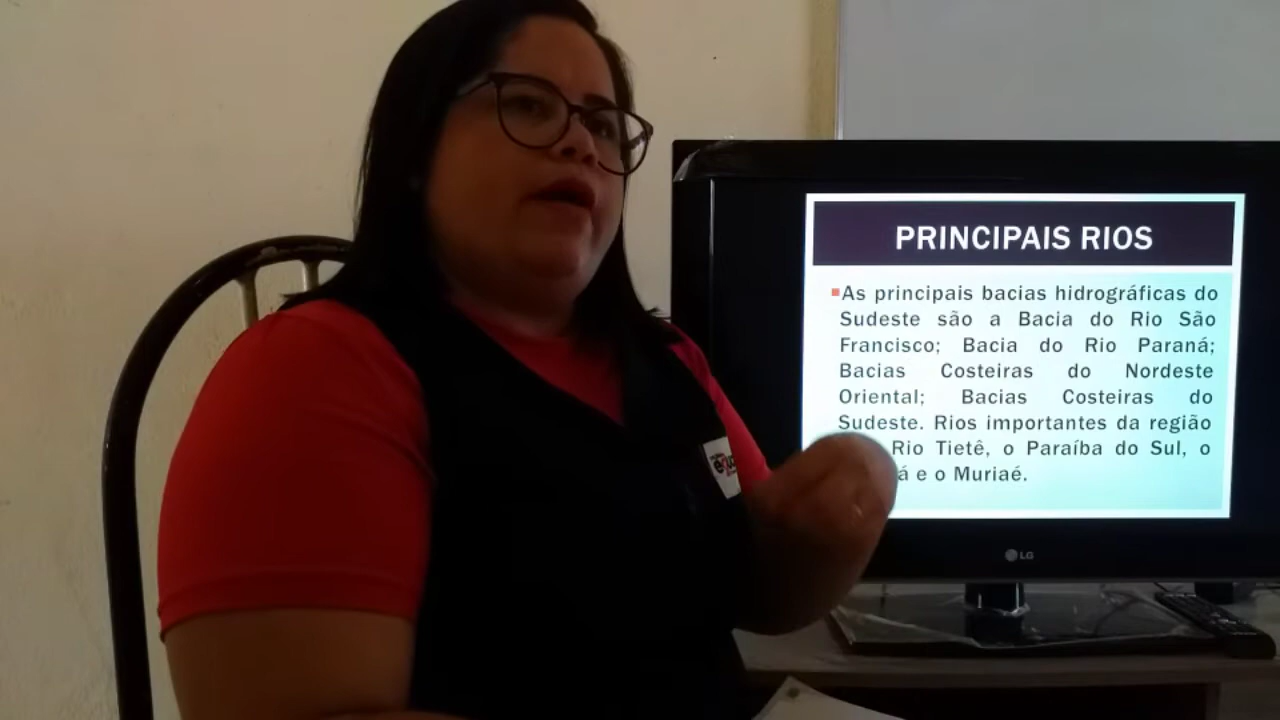 PRINCIPAIS RIOS
As principais bacias hidrográficas do
Sudeste são a Bacia do Rio São
Francisco; Bacia do Rio Paraná;
Bacias Costeiras do Nordeste
Oriental; Bacias Costeiras do
Sudeste. Rios importantes da região
Rio Tietê, o Paraíba do Sul, o
á e o Muriaé.
LG